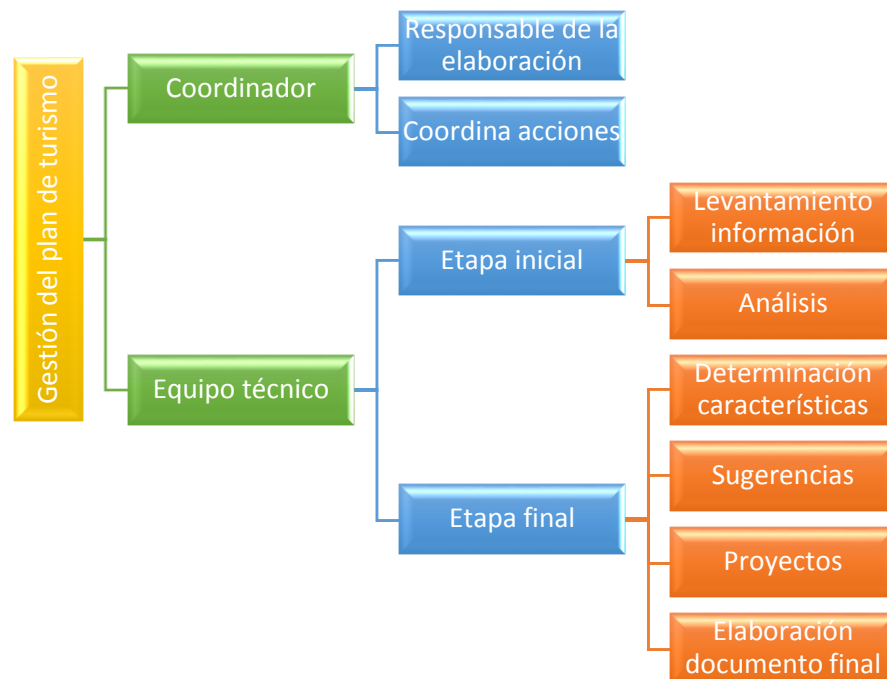 Gestión del plan de turismo
Coordinador
Responsable de la
elaboración
Coordina acciones
Equipo técnico
Etapa inicial
Levantamiento
información
Análisis
Etapa final
Determinación
características
Sugerencias
Proyectos
Elaboración
documento final